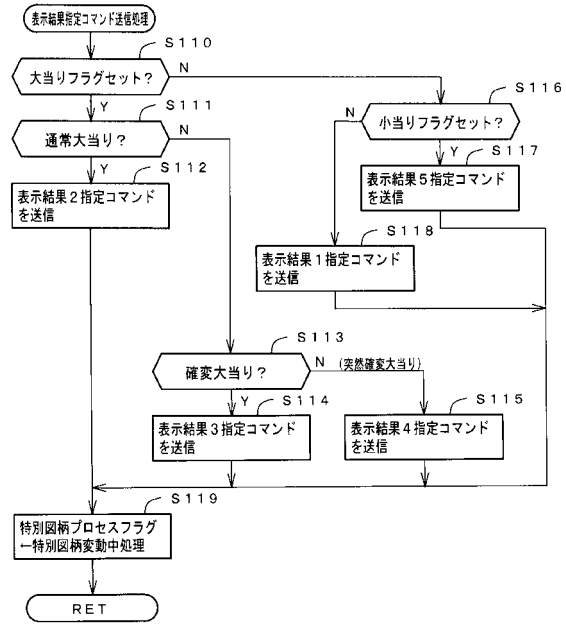 表示結果指定コマンド送信処理
S110
大当りフラグセット?
N
Y
S111
通常大当り?
N
Y
S112
表示結果2指定コマンド
を送信
S116
小当りフラグセット?
N
Y
S117
表示結果5指定コマンド
を送信
S118
表示結果1指定コマンド
を送信
S113
確変大当り?
N
(突然確変大当り)
Y
S114
表示結果3指定コマンド
を送信
S115
表示結果4指定コマンド
を送信
S119
特別図柄プロセスフラグ
←特別図柄変動中処理
RET